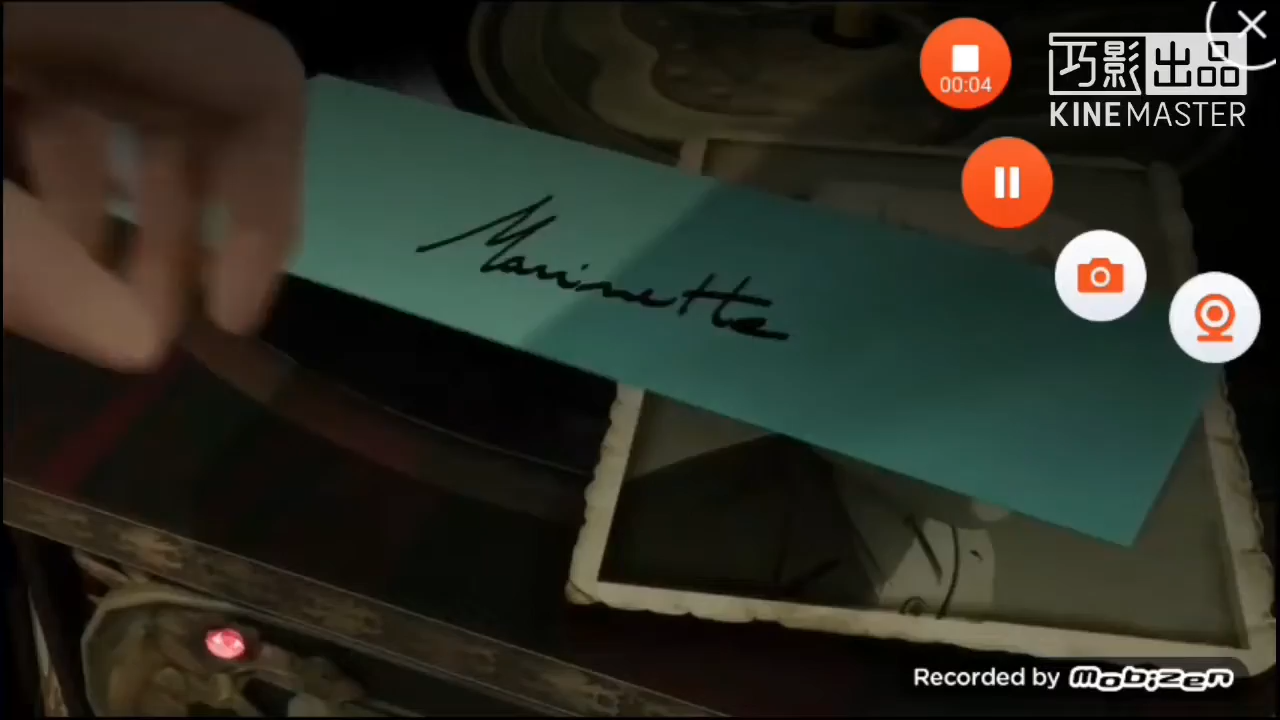 00:04
巧影出品
KINEMASTER
Marinette
Recorded by Mobizen